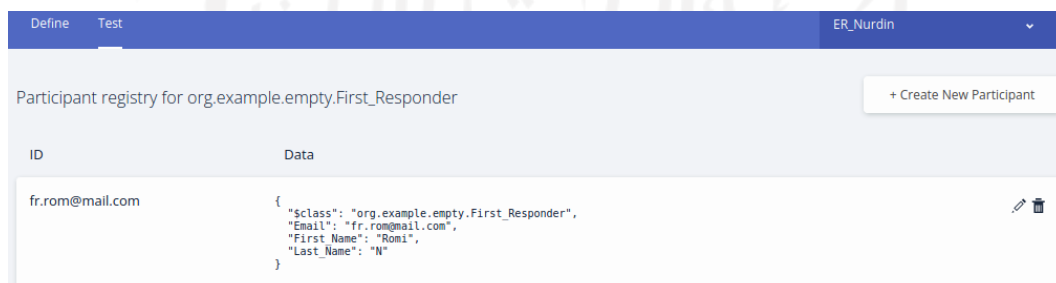 Define Test ER_Nurdin
Participant registry for org.example.empty.First_Responder + Create New Participant
ID Data
fr.rom@mail.com
{
"$class": "org.example.empty.First_Responder",
"Email": "fr.rom@mail.com",
"First_Name": "Romi",
"Last_Name": "N"
}